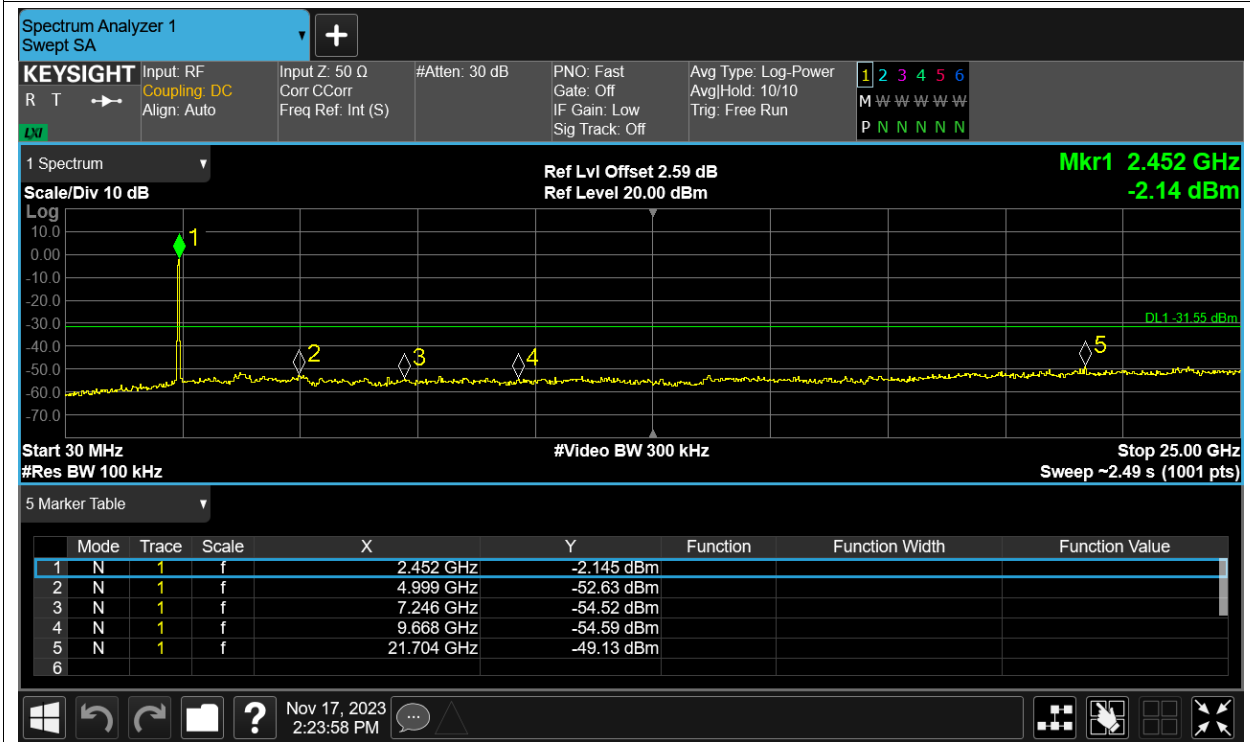 Spectrum Analyzer 1
Swept SA
KEYSIGHT
R T
LXI
Input: RF
Coupling: DC
Align: Auto
Input Z: 50 Ω
Corr CCorr
Freq Ref: Int (S)
#Atten: 30 dB
PNO: Fast
Gate: Off
IF Gain: Low
Sig Track: Off
Avg Type: Log-Power
Avg|Hold: 10/10
Trig: Free Run
1 2 3 4 5 6
M W W W W W
P N N N N N
1 Spectrum
Scale/Div 10 dB
Ref Lvl Offset 2.59 dB
Ref Level 20.00 dBm
Mkr1 2.452 GHz
-2.14 dBm
Log
10.0
0.00
-10.0
-20.0
-30.0
-40.0
-50.0
-60.0
-70.0
1
2
3
4
5
DL1 -31.55 dBm
Start 30 MHz
#Res BW 100 kHz
#Video BW 300 kHz
Stop 25.00 GHz
Sweep ~2.49 s (1001 pts)
5 Marker Table
Mode Trace Scale X Y Function Function Width Function Value
1 N 1 f 2.452 GHz -2.145 dBm
2 N 1 f 4.999 GHz -52.63 dBm
3 N 1 f 7.246 GHz -54.52 dBm
4 N 1 f 9.668 GHz -54.59 dBm
5 N 1 f 21.704 GHz -49.13 dBm
6
?
Nov 17, 2023
2:23:58 PM